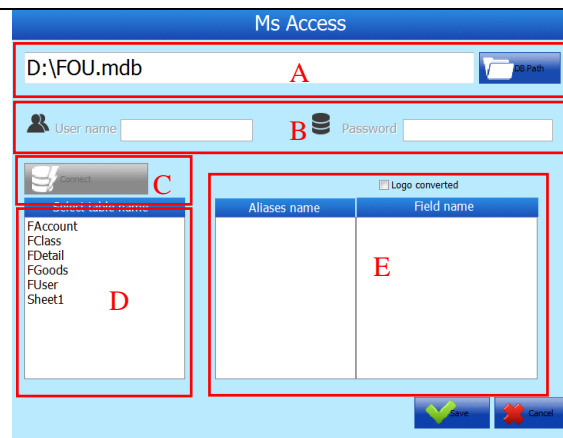 Ms Access
D:\FOU.mdb
A
DB Path
User name
B
Password
Connect
C
Logo converted
Select table name
Aliases name
Field name
FAccount
FClass
FDetail
FGoods
FUser
Sheet1
D
E
Save
Cancel